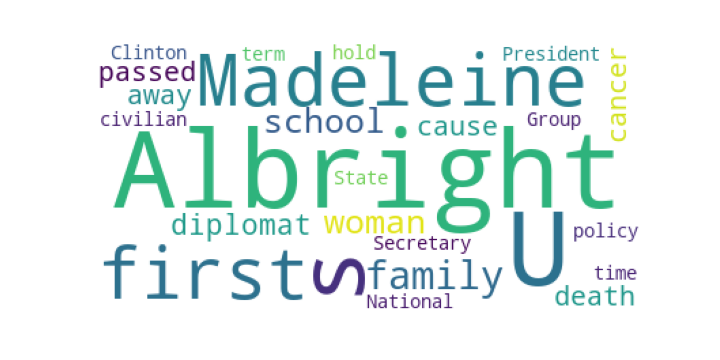 Clinton term hold President
passed Madeleine cancer
away
civilian school cause Group
Albright
State
diplomat woman U policy
Secretary
first S family time
National death